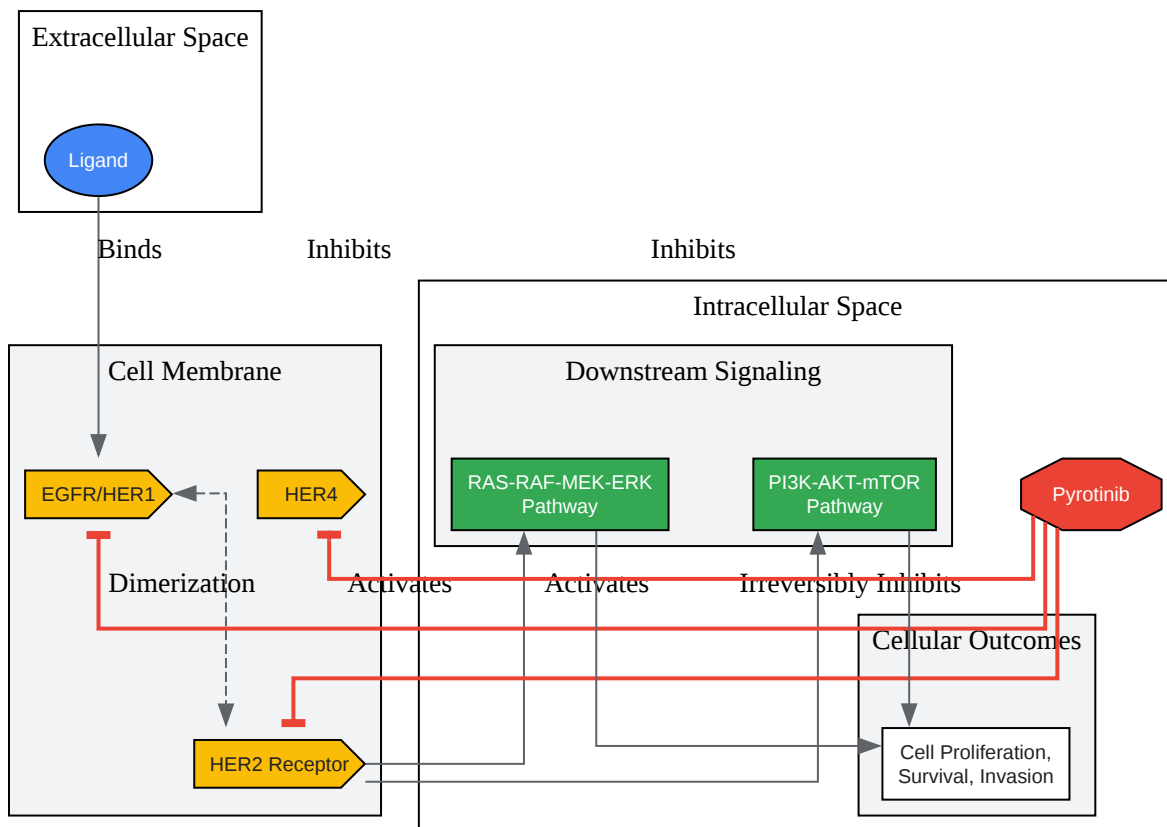 Extracellular Space
Ligand
Binds
Inhibits
Inhibits
Intracellular Space
Cell Membrane
Downstream Signaling
EGFR/HER1
HER4
RAS-RAF-MEK-ERK
Pathway
PI3K-AKT-mTOR
Pathway
Pyrotinib
Dimerization
Activates
Activates
Irreversibly Inhibits
Cellular Outcomes
HER2 Receptor
Cell Proliferation,
Survival, Invasion